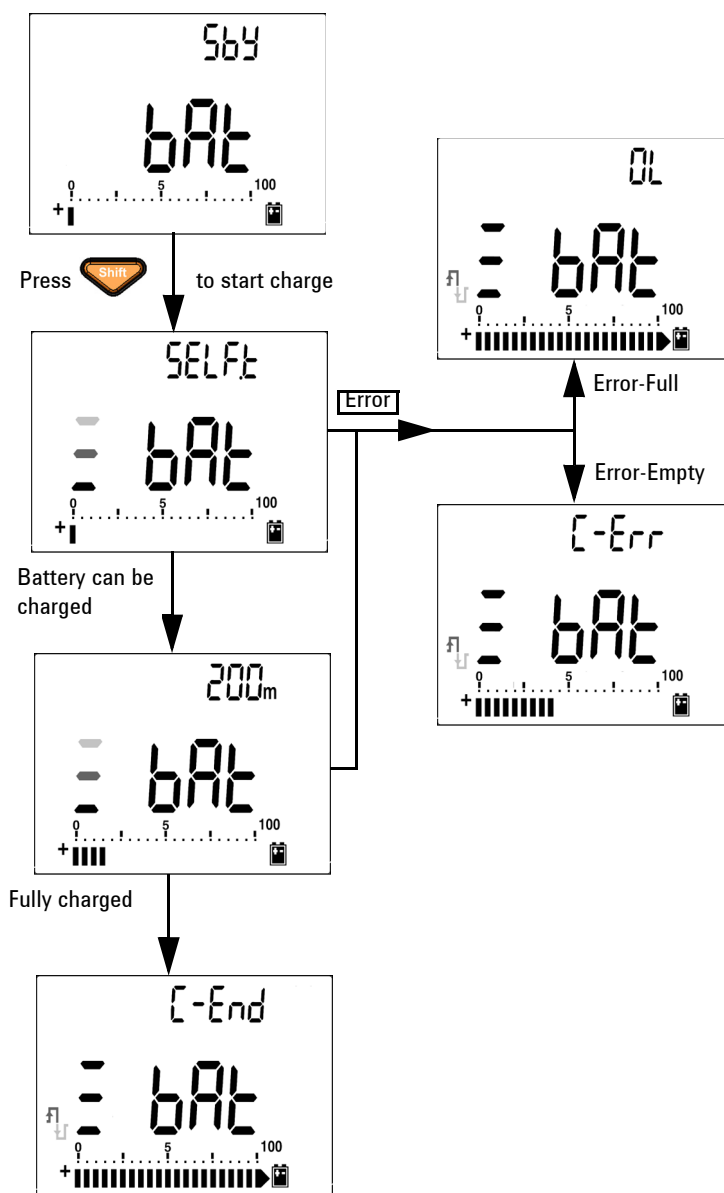 Sby
bAt
0 5 100
+
Press Shift to start charge
SELF.t
bAt
0 5 100
+
Error
Battery can be
charged
200m
bAt
0 5 100
+
Fully charged
C-End
bAt
0 5 100
+
OL
bAt
0 5 100
+
Error-Full
Error-Empty
C-Err
bAt
0 5 100
+